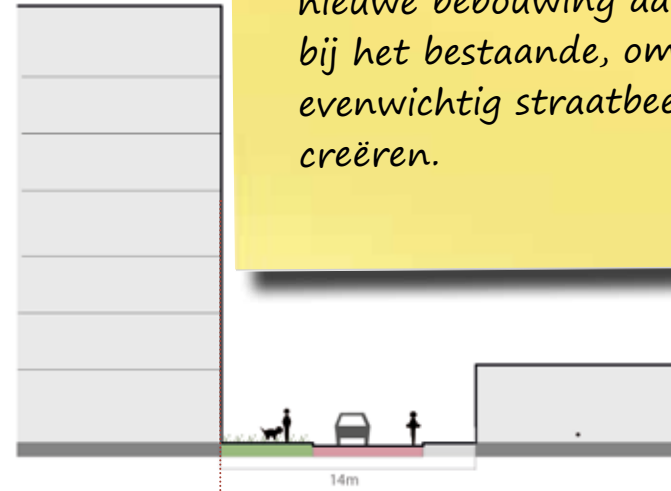 nieuwe bebouwing
bij het bestaande, om
evenwichtig
creëren.
14m